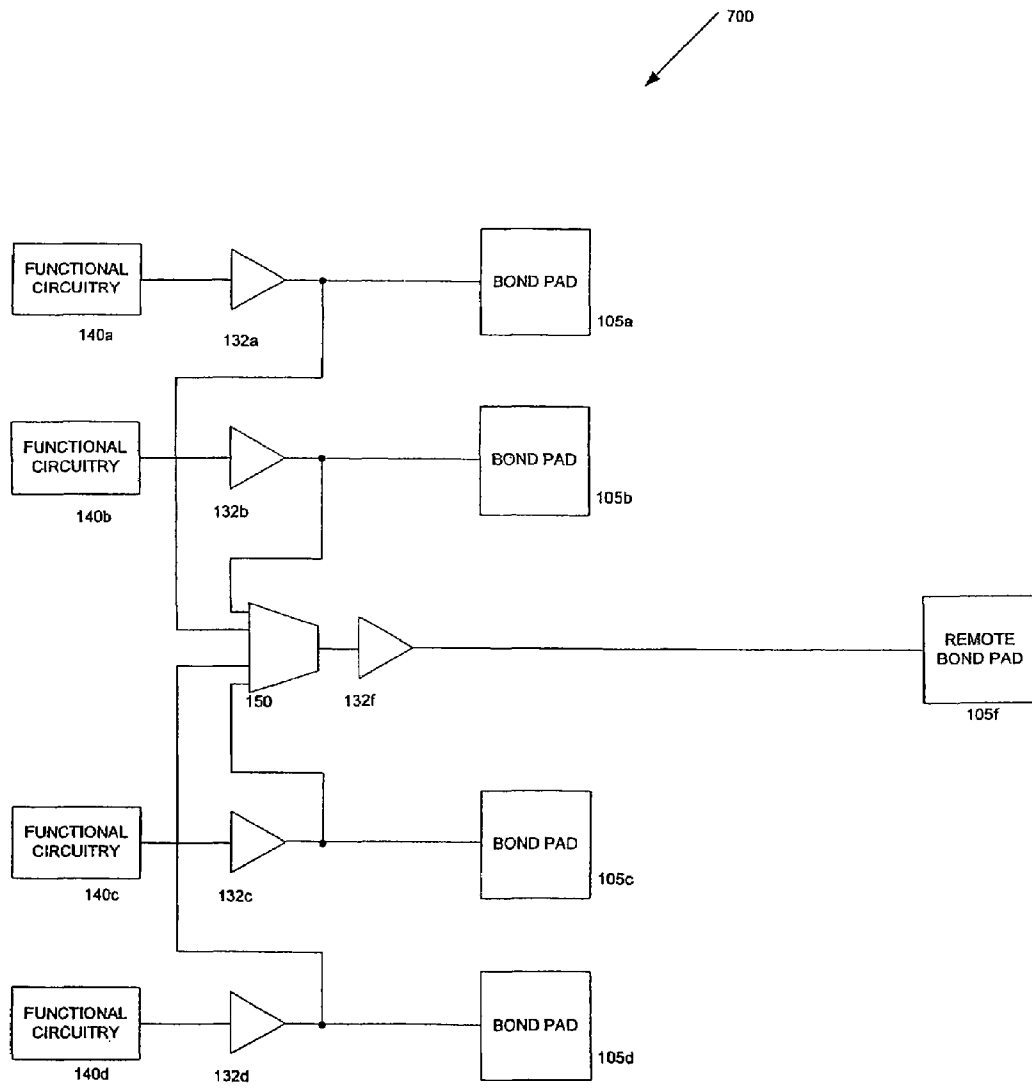 700
FUNCTIONAL
CIRCUITRY
140a
132a
BOND PAD
105a
FUNCTIONAL
CIRCUITRY
140b
132b
BOND PAD
105b
150
132f
REMOTE
BOND PAD
105f
FUNCTIONAL
CIRCUITRY
140c
132c
BOND PAD
105c
FUNCTIONAL
CIRCUITRY
140d
132d
BOND PAD
105d